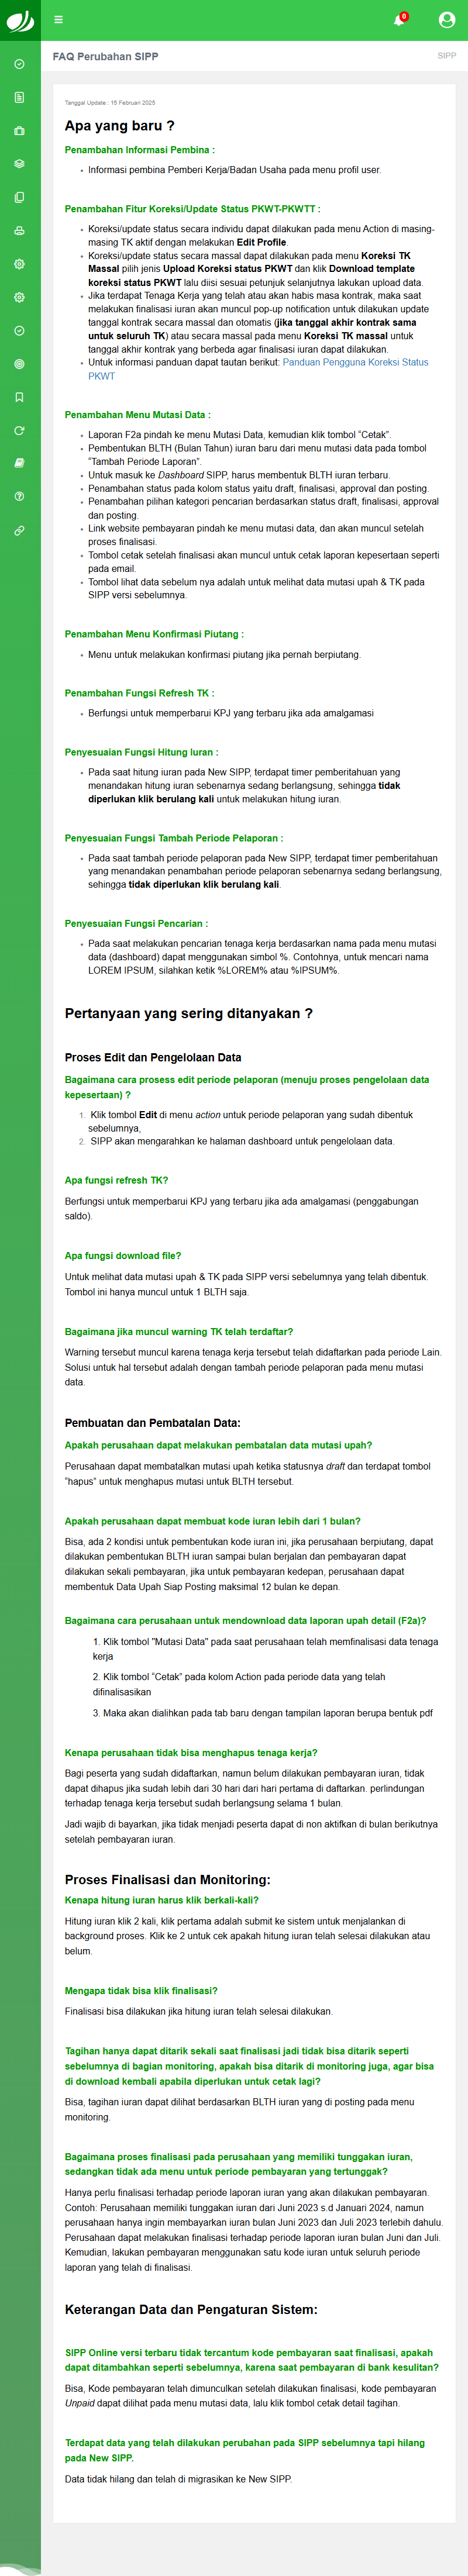 0
FAQ Perubahan SIPP
SIPP
Tanggal Update : 15 Februari 2025
Apa yang baru ?
Penambahan Informasi Pembina :
• Informasi pembina Pemberi Kerja/Badan Usaha pada menu profil user.
Penambahan Fitur Koreksi/Update Status PKWT-PKWTT :
• Koreksi/update status secara individu dapat dilakukan pada menu Action di masing-
masing TK aktif dengan melakukan Edit Profile.
• Koreksi/update status secara massal dapat dilakukan pada menu Koreksi TK
Massal pilih jenis Upload Koreksi status PKWT dan klik Download template
koreksi status PKWT lalu diisi sesuai petunjuk selanjutnya lakukan upload data.
• Jika terdapat Tenaga Kerja yang telah atau akan habis masa kontrak, maka saat
melakukan finalisasi iuran akan muncul pop-up notification untuk dilakukan update
tanggal kontrak secara massal dan otomatis (jika tanggal akhir kontrak sama
untuk seluruh TK) atau secara massal pada menu Koreksi TK massal untuk
tanggal akhir kontrak yang berbeda agar finalisasi iuran dapat dilakukan.
• Untuk informasi panduan dapat tautan berikut: Panduan Pengguna Koreksi Status
PKWT
Penambahan Menu Mutasi Data :
• Laporan F2a pindah ke menu Mutasi Data, kemudian klik tombol “Cetak”.
• Pembentukan BLTH (Bulan Tahun) iuran baru dari menu mutasi data pada tombol
“Tambah Periode Laporan”.
• Untuk masuk ke Dashboard SIPP, harus membentuk BLTH iuran terbaru.
• Penambahan status pada kolom status yaitu draft, finalisasi, approval dan posting.
• Penambahan pilihan kategori pencarian berdasarkan status draft, finalisasi, approval
dan posting.
• Link website pembayaran pindah ke menu mutasi data, dan akan muncul setelah
proses finalisasi.
• Tombol cetak setelah finalisasi akan muncul untuk cetak laporan kepesertaan seperti
pada email.
• Tombol lihat data sebelum nya adalah untuk melihat data mutasi upah & TK pada
SIPP versi sebelumnya.
Penambahan Menu Konfirmasi Piutang :
• Menu untuk melakukan konfirmasi piutang jika pernah berpiutang.
Penambahan Fungsi Refresh TK :
• Berfungsi untuk memperbarui KPJ yang terbaru jika ada amalgamasi
Penyesuaian Fungsi Hitung Iuran :
• Pada saat hitung iuran pada New SIPP, terdapat timer pemberitahuan yang
menandakan hitung iuran sebenarnya sedang berlangsung, sehingga tidak
diperlukan klik berulang kali untuk melakukan hitung iuran.
Penyesuaian Fungsi Tambah Periode Pelaporan :
• Pada saat tambah periode pelaporan pada New SIPP, terdapat timer pemberitahuan
yang menandakan penambahan periode pelaporan sebenarnya sedang berlangsung,
sehingga tidak diperlukan klik berulang kali.
Penyesuaian Fungsi Pencarian :
• Pada saat melakukan pencarian tenaga kerja berdasarkan nama pada menu mutasi
data (dashboard) dapat menggunakan simbol %. Contohnya, untuk mencari nama
LOREM IPSUM, silahkan ketik %LOREM% atau %IPSUM%.
Pertanyaan yang sering ditanyakan ?
Proses Edit dan Pengelolaan Data
Bagaimana cara prosess edit periode pelaporan (menuju proses pengelolaan data
kepesertaan) ?
1. Klik tombol Edit di menu action untuk periode pelaporan yang sudah dibentuk
sebelumnya,
2. SIPP akan mengarahkan ke halaman dashboard untuk pengelolaan data.
Apa fungsi refresh TK?
Berfungsi untuk memperbarui KPJ yang terbaru jika ada amalgamasi (penggabungan
saldo).
Apa fungsi download file?
Untuk melihat data mutasi upah & TK pada SIPP versi sebelumnya yang telah dibentuk.
Tombol ini hanya muncul untuk 1 BLTH saja.
Bagaimana jika muncul warning TK telah terdaftar?
Warning tersebut muncul karena tenaga kerja tersebut telah didaftarkan pada periode Lain.
Solusi untuk hal tersebut adalah dengan tambah periode pelaporan pada menu mutasi
data.
Pembuatan dan Pembatalan Data:
Apakah perusahaan dapat melakukan pembatalan data mutasi upah?
Perusahaan dapat membatalkan mutasi upah ketika statusnya draft dan terdapat tombol
“hapus” untuk menghapus mutasi untuk BLTH tersebut.
Apakah perusahaan dapat membuat kode iuran lebih dari 1 bulan?
Bisa, ada 2 kondisi untuk pembentukan kode iuran ini, jika perusahaan berpiutang, dapat
dilakukan pembentukan BLTH iuran sampai bulan berjalan dan pembayaran dapat
dilakukan sekali pembayaran, jika untuk pembayaran kedepan, perusahaan dapat
membentuk Data Upah Siap Posting maksimal 12 bulan ke depan.
Bagaimana cara perusahaan untuk mendownload data laporan upah detail (F2a)?
1. Klik tombol "Mutasi Data" pada saat perusahaan telah memfinalisasi data tenaga
kerja
2. Klik tombol “Cetak” pada kolom Action pada periode data yang telah
difinalisasikan
3. Maka akan dialihkan pada tab baru dengan tampilan laporan berupa bentuk pdf
Kenapa perusahaan tidak bisa menghapus tenaga kerja?
Bagi peserta yang sudah didaftarkan, namun belum dilakukan pembayaran iuran, tidak
dapat dihapus jika sudah lebih dari 30 hari dari hari pertama di daftarkan. perlindungan
terhadap tenaga kerja tersebut sudah berlangsung selama 1 bulan.
Jadi wajib di bayarkan, jika tidak menjadi peserta dapat di non aktifkan di bulan berikutnya
setelah pembayaran iuran.
Proses Finalisasi dan Monitoring:
Kenapa hitung iuran harus klik berkali-kali?
Hitung iuran klik 2 kali, klik pertama adalah submit ke sistem untuk menjalankan di
background proses. Klik ke 2 untuk cek apakah hitung iuran telah selesai dilakukan atau
belum.
Mengapa tidak bisa klik finalisasi?
Finalisasi bisa dilakukan jika hitung iuran telah selesai dilakukan.
Tagihan hanya dapat ditarik sekali saat finalisasi jadi tidak bisa ditarik seperti
sebelumnya di bagian monitoring, apakah bisa ditarik di monitoring juga, agar bisa
di download kembali apabila diperlukan untuk cetak lagi?
Bisa, tagihan iuran dapat dilihat berdasarkan BLTH iuran yang di posting pada menu
monitoring.
Bagaimana proses finalisasi pada perusahaan yang memiliki tunggakan iuran,
sedangkan tidak ada menu untuk periode pembayaran yang tertunggak?
Hanya perlu finalisasi terhadap periode laporan iuran yang akan dilakukan pembayaran.
Contoh: Perusahaan memiliki tunggakan iuran dari Juni 2023 s.d Januari 2024, namun
perusahaan hanya ingin membayarkan iuran bulan Juni 2023 dan Juli 2023 terlebih dahulu.
Perusahaan dapat melakukan finalisasi terhadap periode laporan iuran bulan Juni dan Juli.
Kemudian, lakukan pembayaran menggunakan satu kode iuran untuk seluruh periode
laporan yang telah di finalisasi.
Keterangan Data dan Pengaturan Sistem:
SIPP Online versi terbaru tidak tercantum kode pembayaran saat finalisasi, apakah
dapat ditambahkan seperti sebelumnya, karena saat pembayaran di bank kesulitan?
Bisa, Kode pembayaran telah dimunculkan setelah dilakukan finalisasi, kode pembayaran
Unpaid dapat dilihat pada menu mutasi data, lalu klik tombol cetak detail tagihan.
Terdapat data yang telah dilakukan perubahan pada SIPP sebelumnya tapi hilang
pada New SIPP.
Data tidak hilang dan telah di migrasikan ke New SIPP.